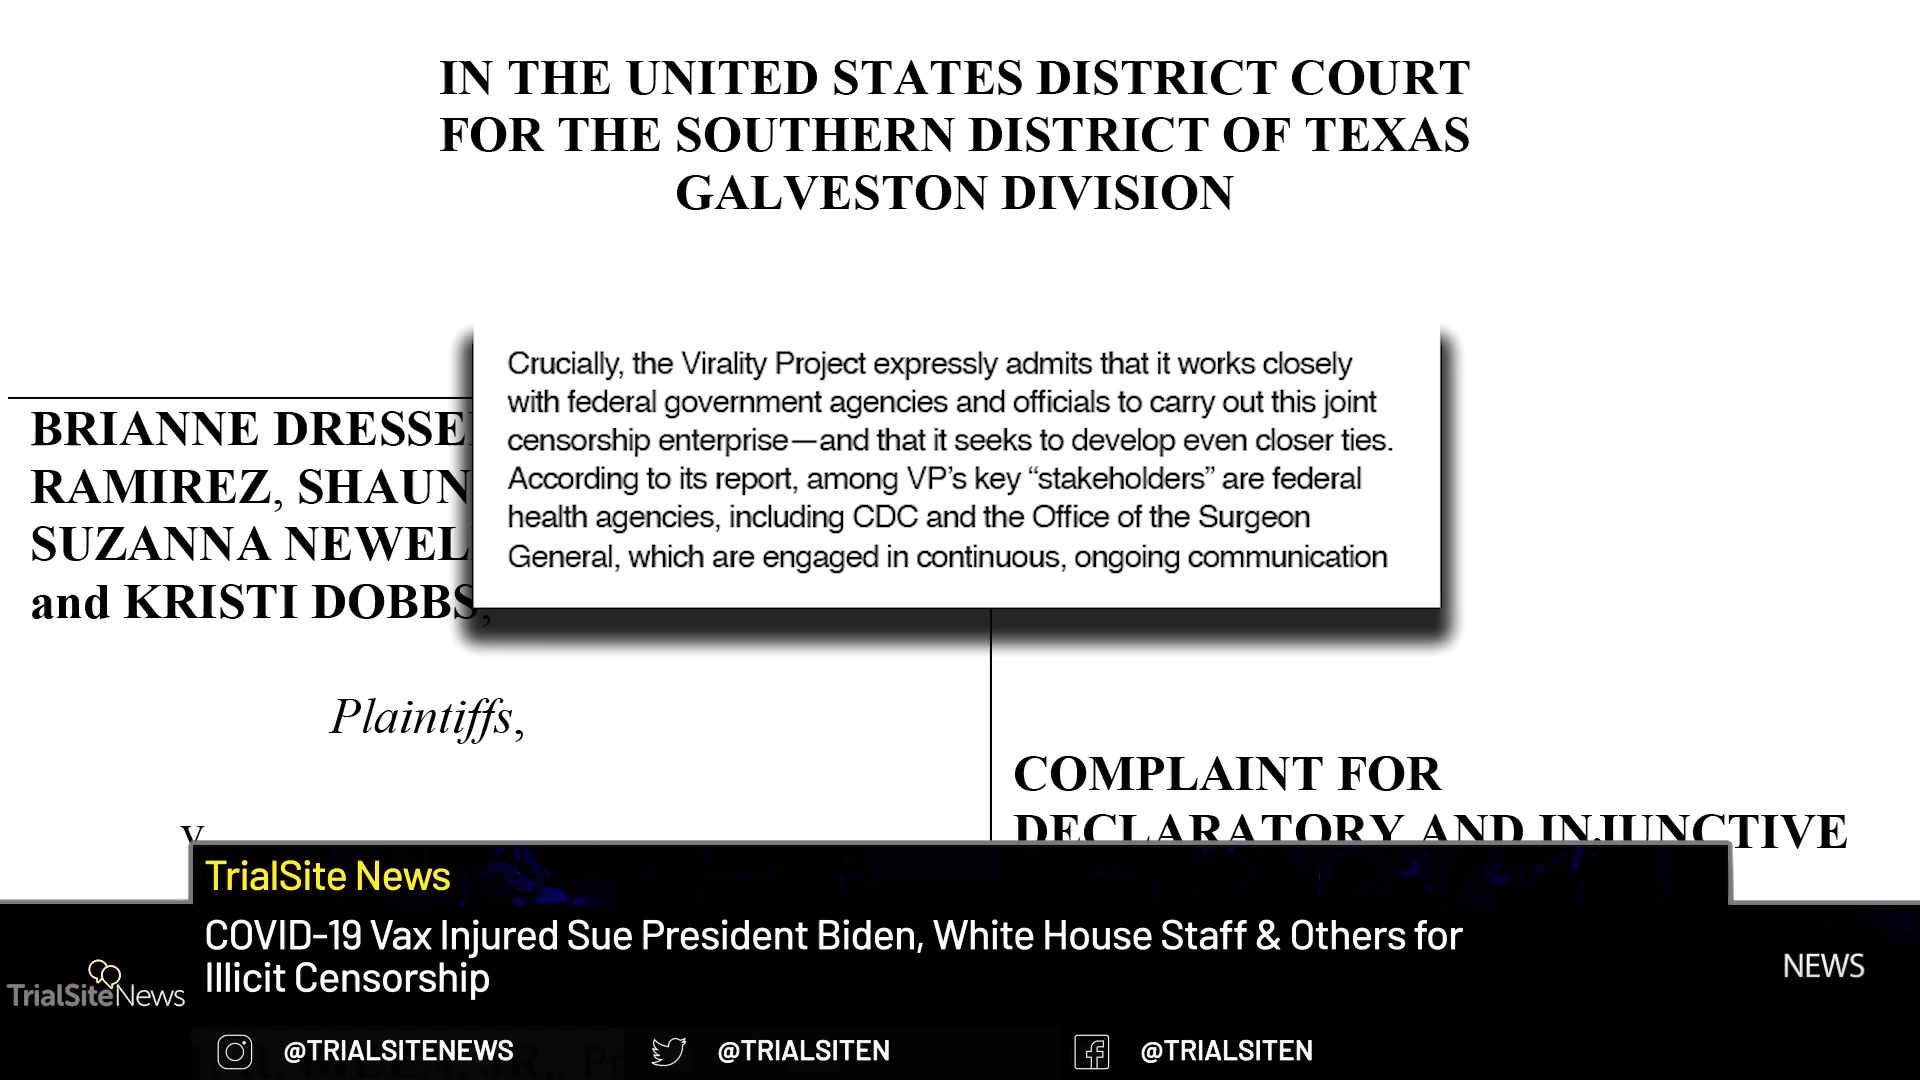 IN THE UNITED STATES DISTRICT COURT
FOR THE SOUTHERN DISTRICT OF TEXAS
GALVESTON DIVISION
Crucially, the Virality Project expressly admits that it works closely
with federal government agencies and officials to carry out this joint
censorship enterprise—and that it seeks to develop even closer ties.
According to its report, among VP's key “stakeholders” are federal
health agencies, including CDC and the Office of the Surgeon
General, which are engaged in continuous, ongoing communication
BRIANNE DRESSE
RAMIREZ, SHAUN
SUZANNA NEWEL
and KRISTI DOBBS,
Plaintiffs,
v.
COMPLAINT FOR
DECLARATORY AND INJUNCTIVE
TrialSite News
COVID-19 Vax Injured Sue President Biden, White House Staff & Others for
Illicit Censorship
TrialSiteNews
NEWS
@TRIALSITENEWS
@TRIALSITEN
@TRIALSITEN